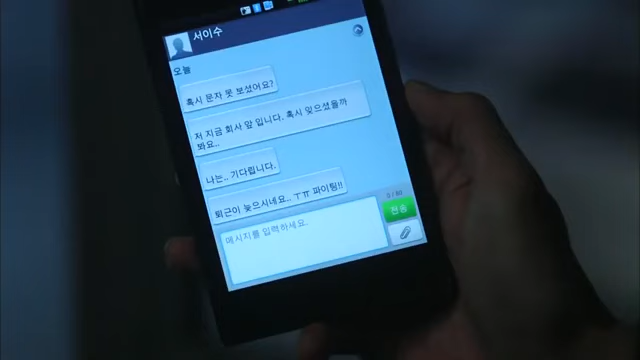 서이수
오늘
혹시 문자 못 보셨어요?
저 지금 회사 앞 입니다. 혹시 잊으셨을까
봐요..
나는.. 기다립니다.
퇴근이 늦으시네요.. ㅜㅠ 파이팅!!
0 / 80
메시지를 입력하세요.
전송